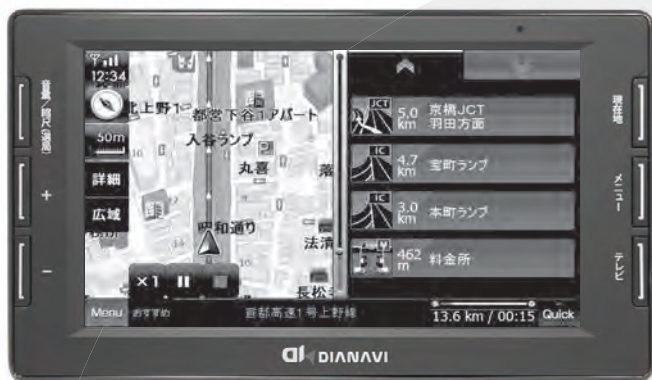 音量／縮尺(選局)
+
−
12:34
50m
詳細
広域
北上野1
都営下谷1アパート
入谷ランプ
丸喜
昭和通り
法清
長松
×1
Menu
おすすめ
首都高速1号上野線
13.6 km / 00:15
Quick
JCT
5.0 km
京橋JCT
羽田方面
IC
4.7 km
宝町ランプ
IC
3.0 km
本町ランプ
462 m
料金所
現在地
メニュー
テレビ
DIANAVI